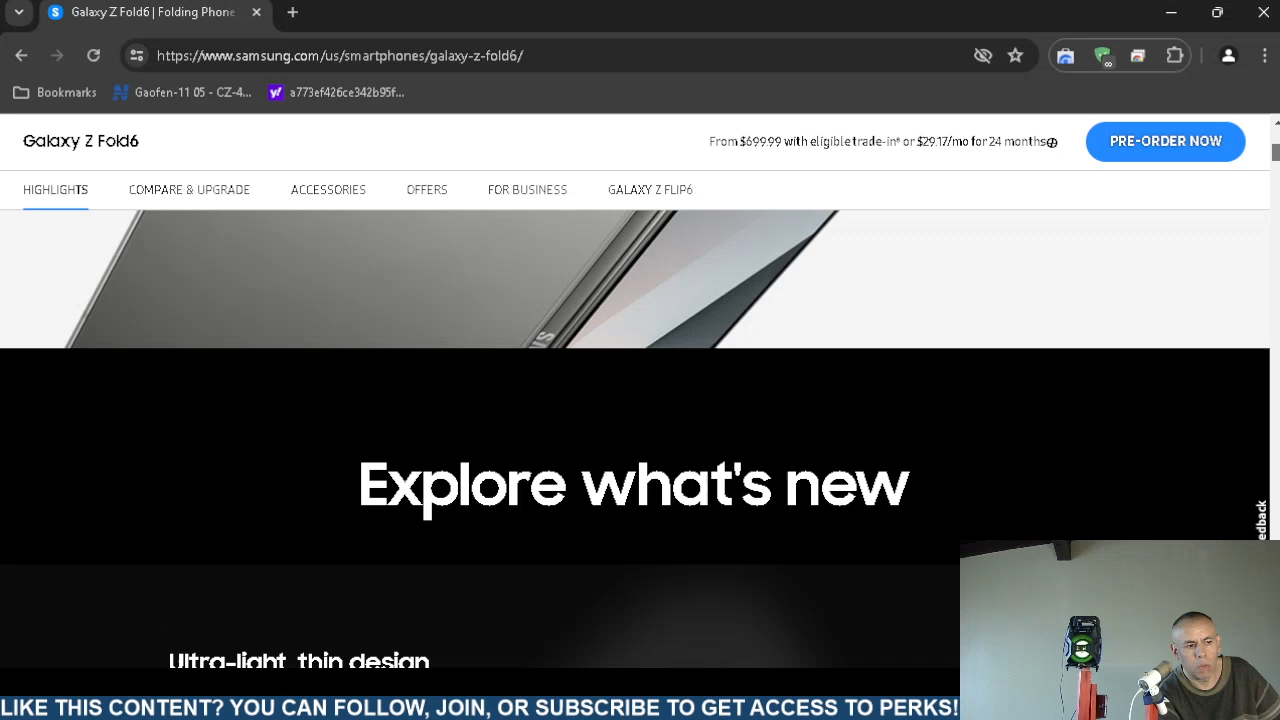 Galaxy Z Fold6 | Folding Phone
https://www.samsung.com/us/smartphones/galaxy-z-fold6/
Bookmarks
Gaofen-11 05 - CZ-4...
a773ef426ce342b95f...
Galaxy Z Fold6
From $699.99 with eligible trade-in or $29.17/mo for 24 months
PRE-ORDER NOW
HIGHLIGHTS
COMPARE & UPGRADE
ACCESSORIES
OFFERS
FOR BUSINESS
GALAXY Z FLIP6
Explore what's new
edback
Ultra-light, thin design
LIKE THIS CONTENT? YOU CAN FOLLOW, JOIN, OR SUBSCRIBE TO GET ACCESS TO PERKS!